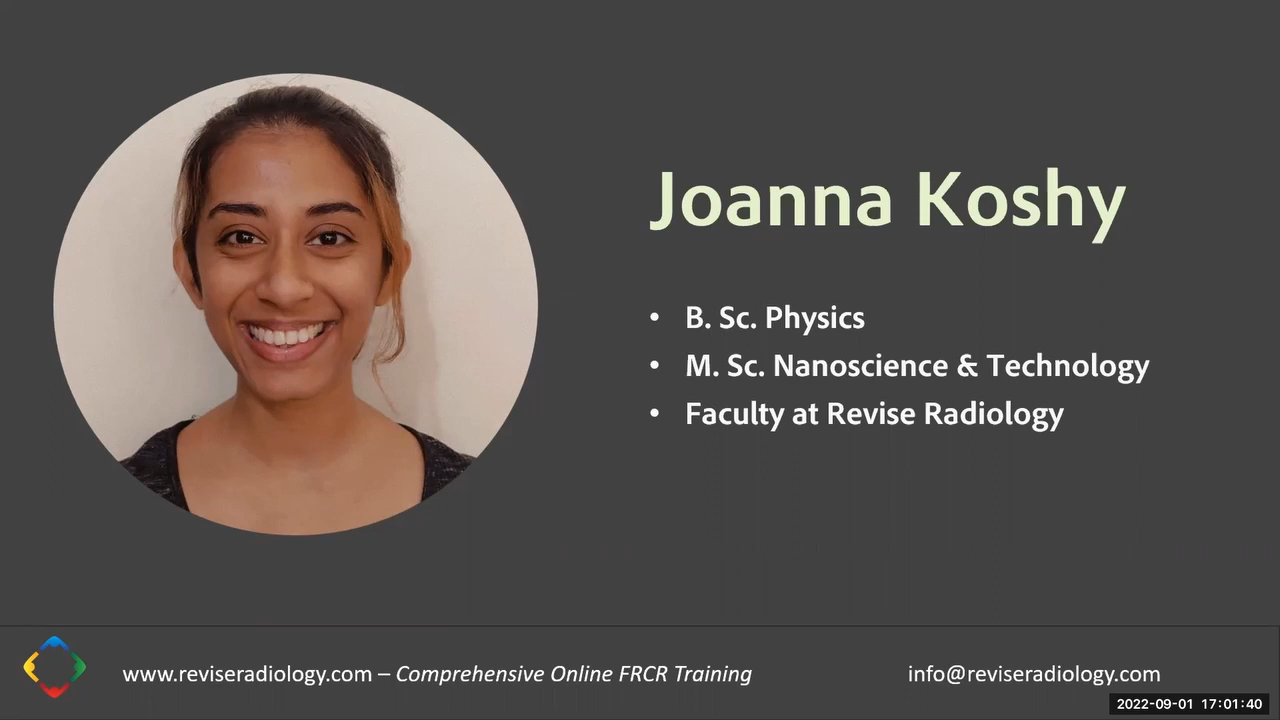 Joanna Koshy
• B. Sc. Physics
• M. Sc. Nanoscience & Technology
• Faculty at Revise Radiology
www.reviseradiology.com – Comprehensive Online FRCR Training
info@reviseradiology.com
2022-09-01 17:01:40